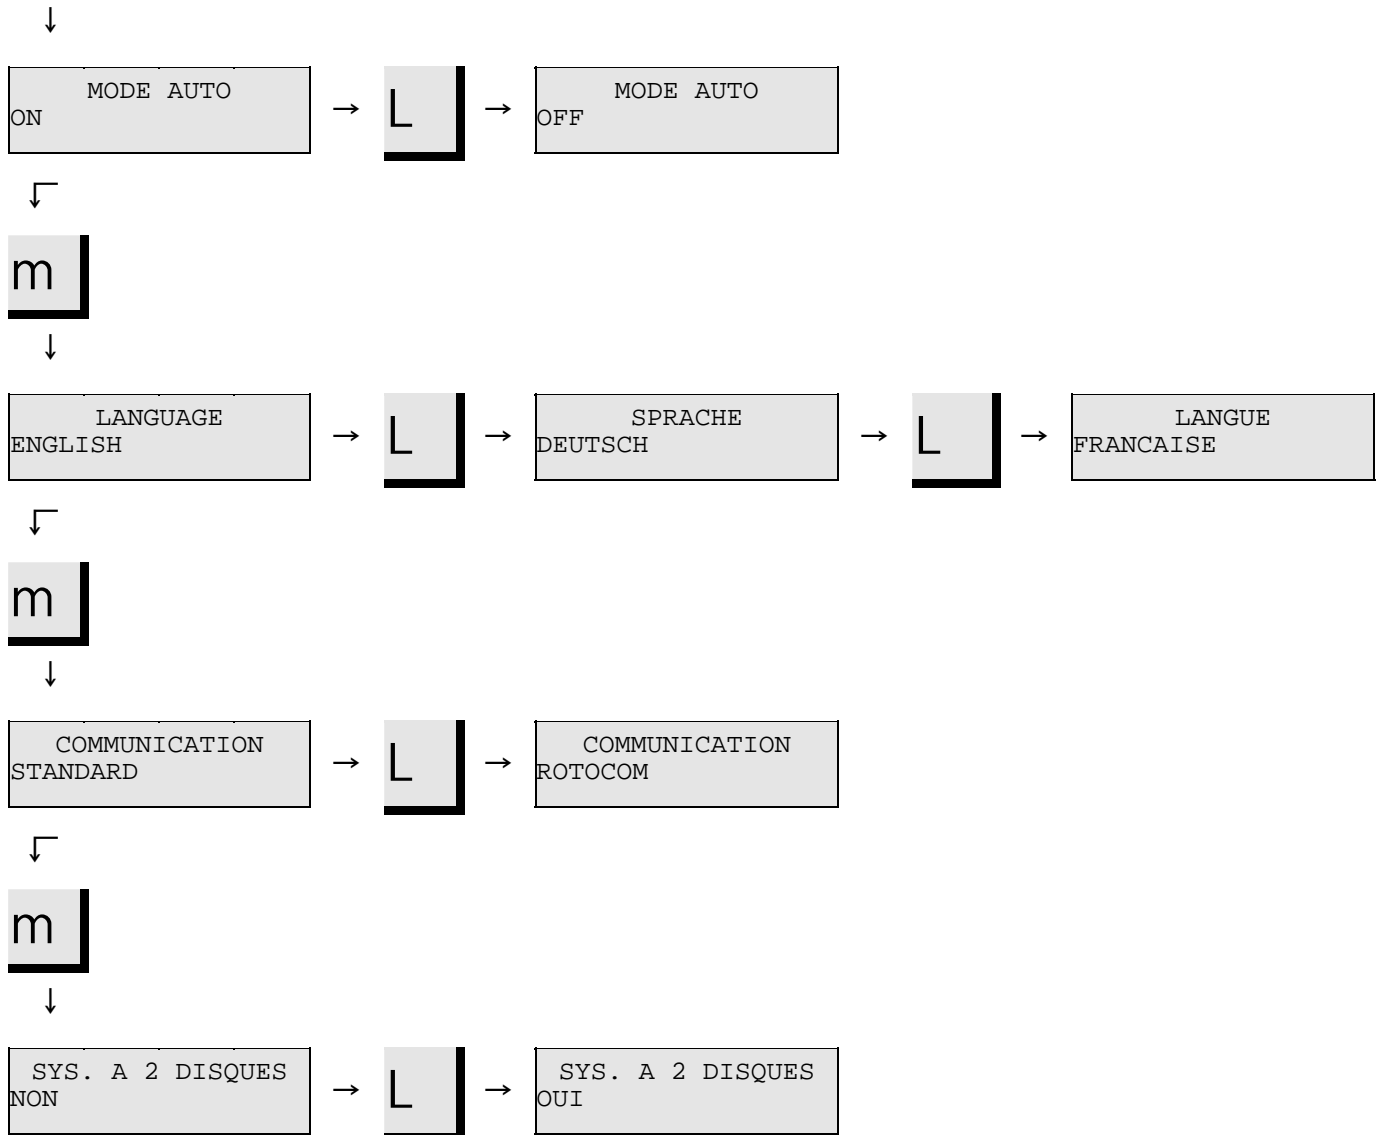 ↓
MODE AUTO
ON
→ L →
MODE AUTO
OFF
m
↓
LANGUAGE
ENGLISH
→ L →
SPRACHE
DEUTSCH
→ L →
LANGUE
FRANCAISE
m
↓
COMMUNICATION
STANDARD
→ L →
COMMUNICATION
ROTOCOM
m
↓
SYS. A 2 DISQUES
NON
→ L →
SYS. A 2 DISQUES
OUI